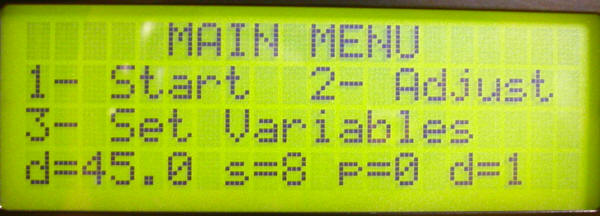 MAIN MENU
1- Start 2- Adjust
3- Set Variables
d=45.0 s=8 r=0 d=1